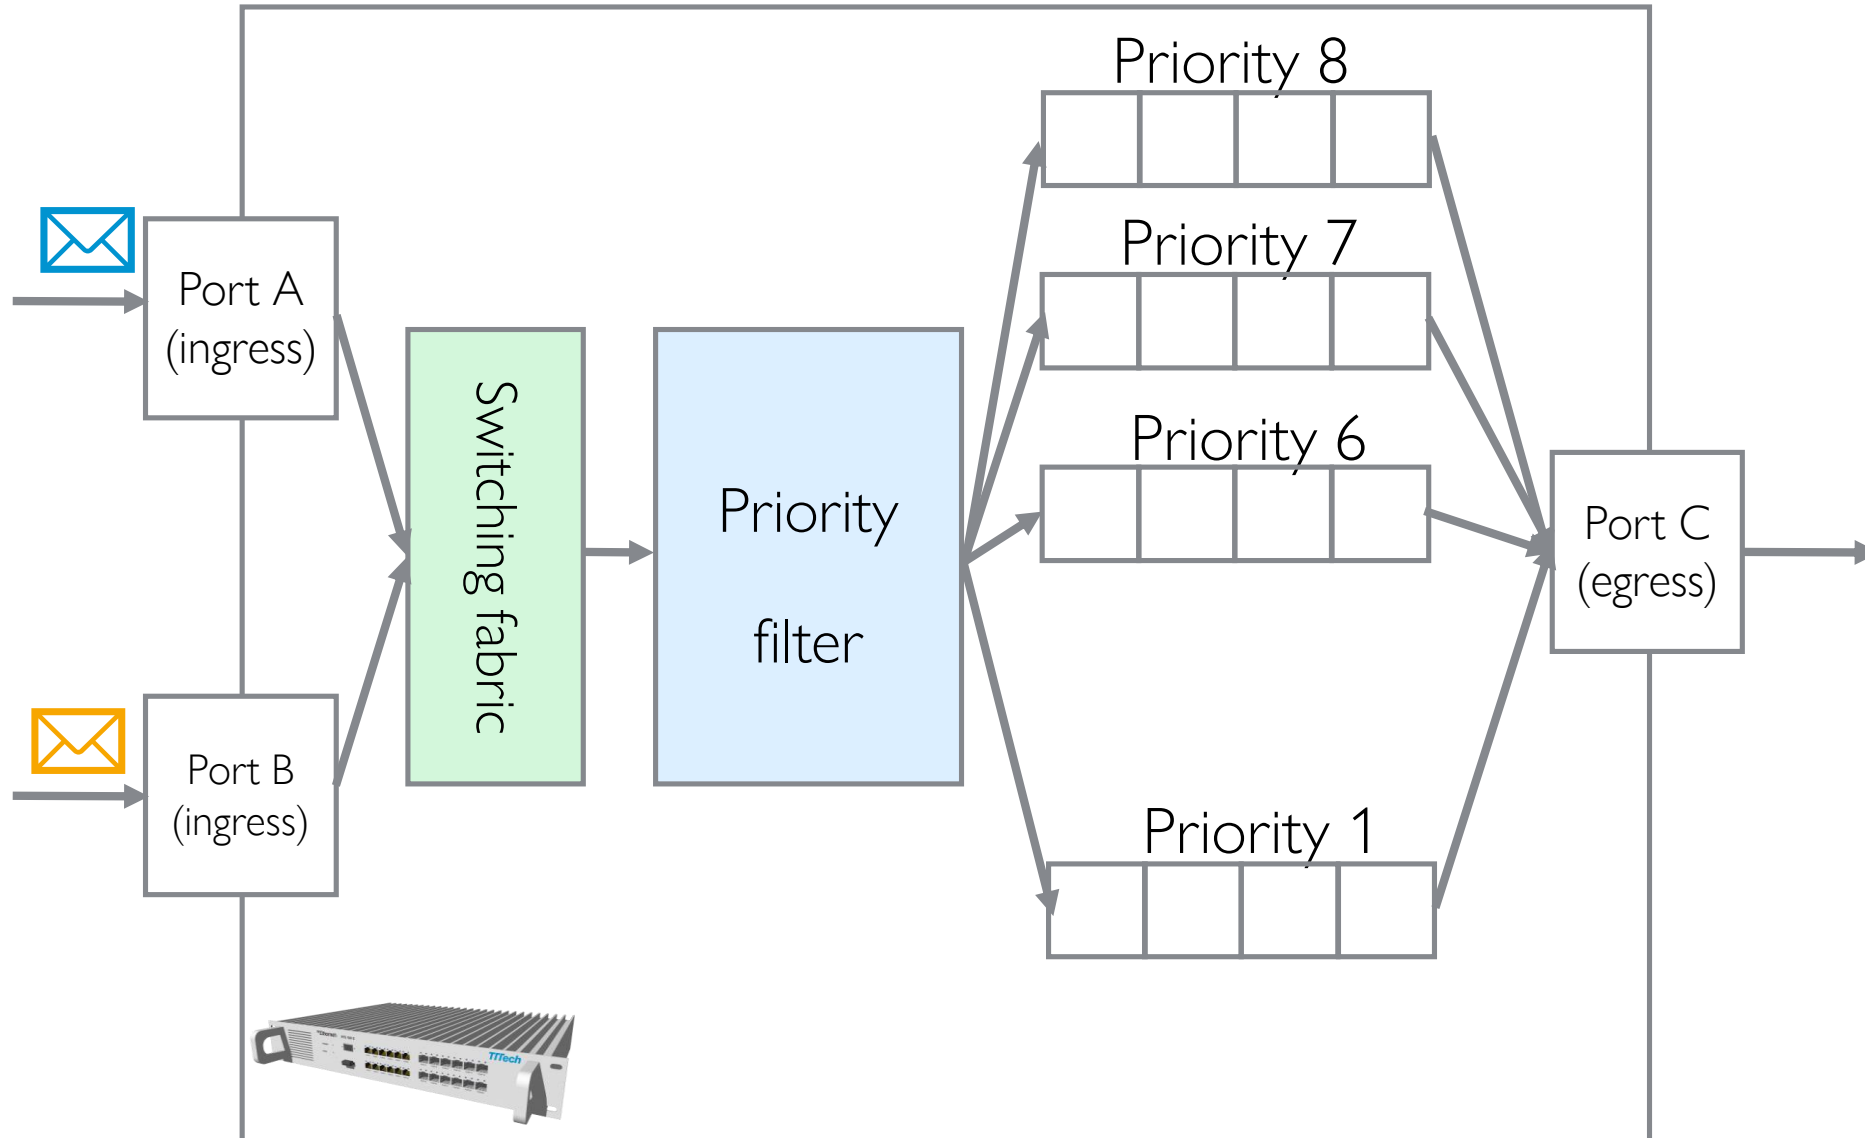 Priority 8
Priority 7
Port A
(ingress)
Switching fabric
Priority
filter
Priority 6
Port C
(egress)
Port B
(ingress)
Priority 1
TTTech